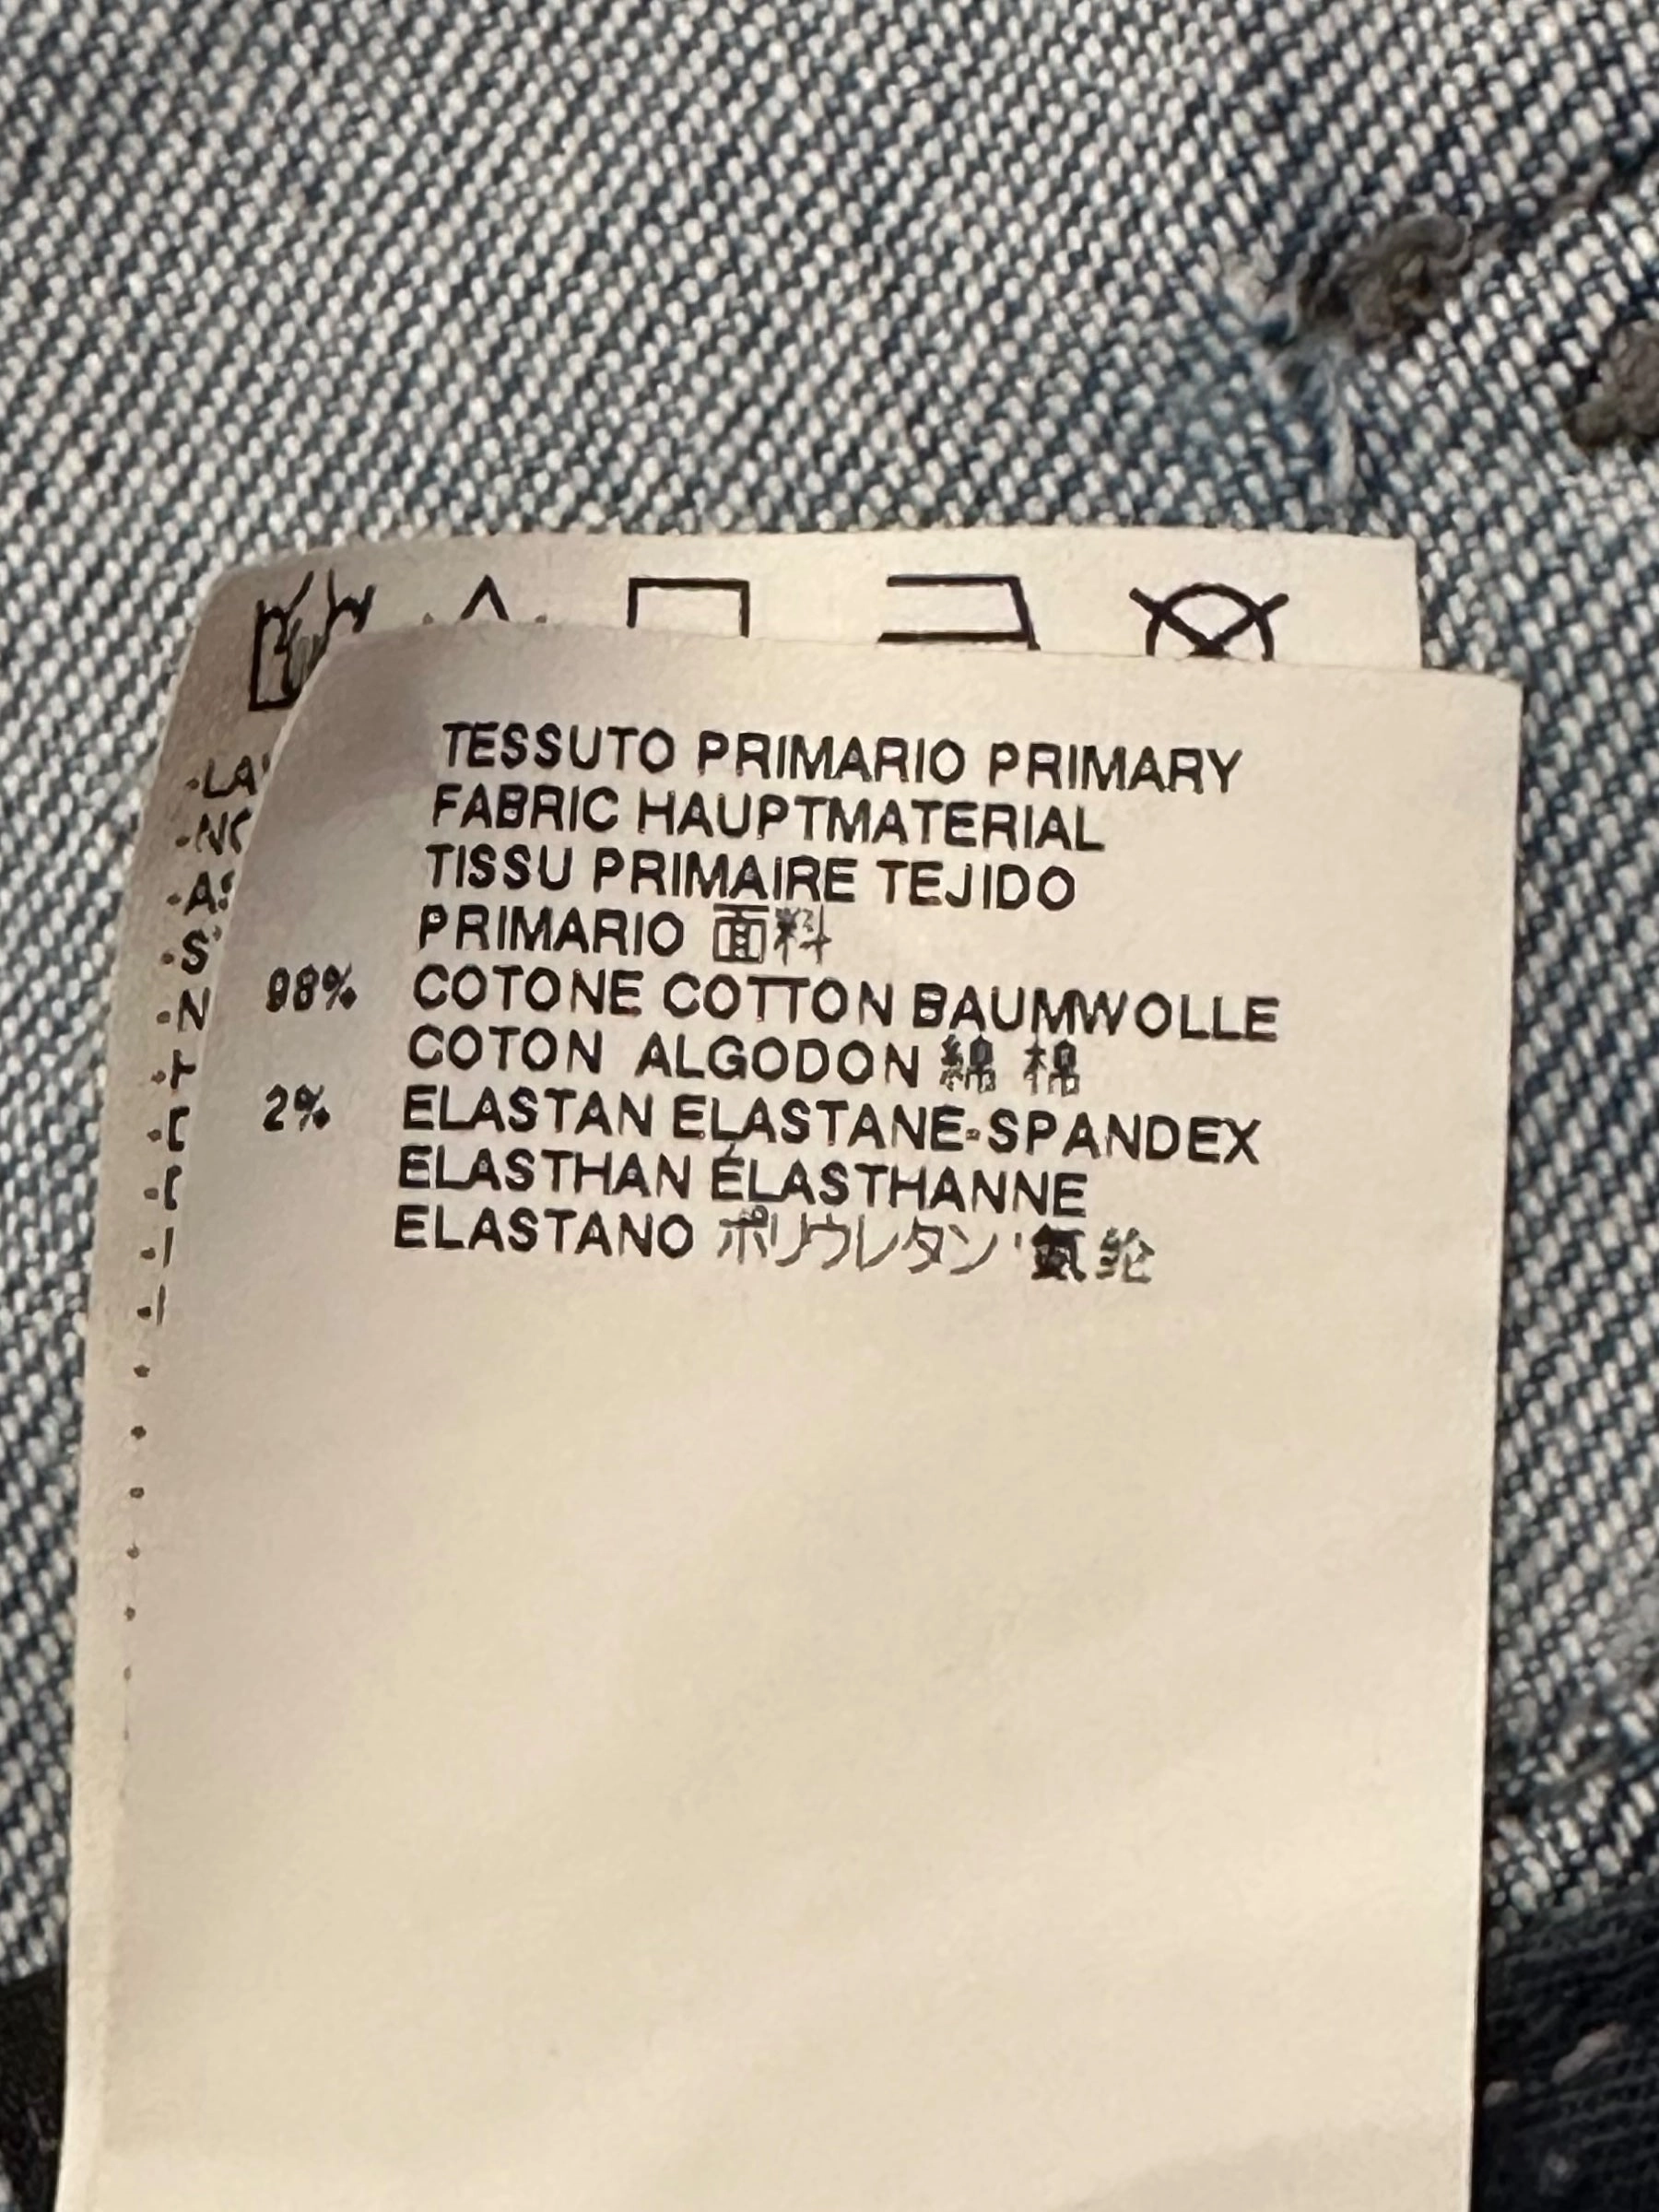 TESSUTO PRIMARIO PRIMARY
FABRIC HAUPTMATERIAL
TISSU PRIMAIRE TEJIDO
PRIMARIO 面料
98% COTONE COTTON BAUMWOLLE
COTON ALGODON 綿 棉
2% ELASTAN ELASTANE-SPANDEX
ELASTHAN ÉLASTHANNE
ELASTANO ポリウレタン 氨纶